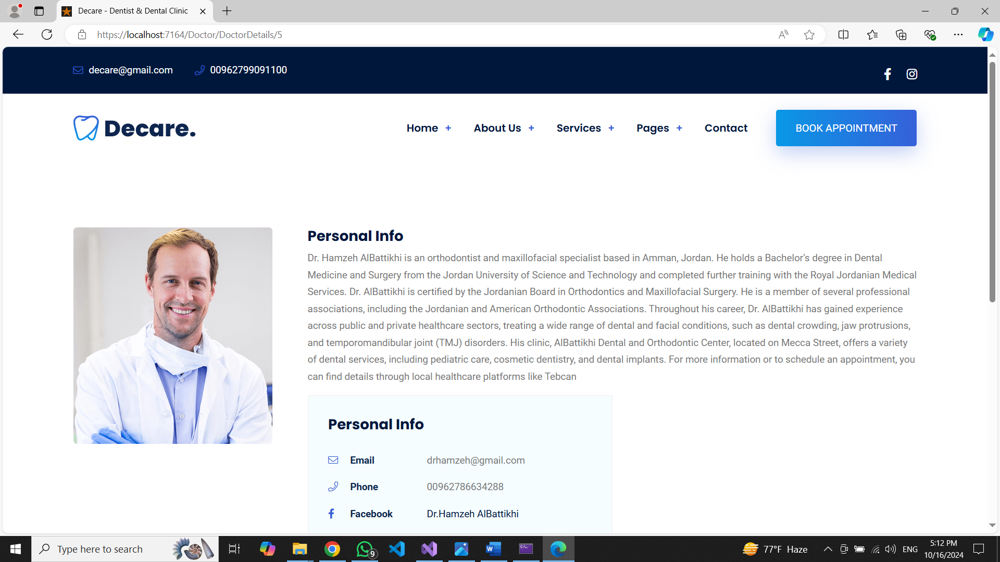 Decare - Dentist & Dental Clinic
https://localhost:7164/Doctor/DoctorDetails/5
decare@gmail.com 00962799091100
Decare. Home + About Us + Services + Pages + Contact BOOK APPOINTMENT
Personal Info
Dr. Hamzeh AlBattikhi is an orthodontist and maxillofacial specialist based in Amman, Jordan. He holds a Bachelor’s degree in Dental
Medicine and Surgery from the Jordan University of Science and Technology and completed further training with the Royal Jordanian Medical
Services. Dr. AlBattikhi is certified by the Jordanian Board in Orthodontics and Maxillofacial Surgery. He is a member of several professional
associations, including the Jordanian and American Orthodontic Associations. Throughout his career, Dr. AlBattikhi has gained experience
across public and private healthcare sectors, treating a wide range of dental and facial conditions, such as dental crowding, jaw protrusions,
and temporomandibular joint (TMJ) disorders. His clinic, AlBattikhi Dental and Orthodontic Center, located on Mecca Street, offers a variety
of dental services, including pediatric care, cosmetic dentistry, and dental implants. For more information or to schedule an appointment, you
can find details through local healthcare platforms like Tebcan
Personal Info
Email drhamzeh@gmail.com
Phone 00962786634288
Facebook Dr.Hamzeh AlBattikhi
Type here to search 9 77°F Haze ENG 5:12 PM
10/16/2024